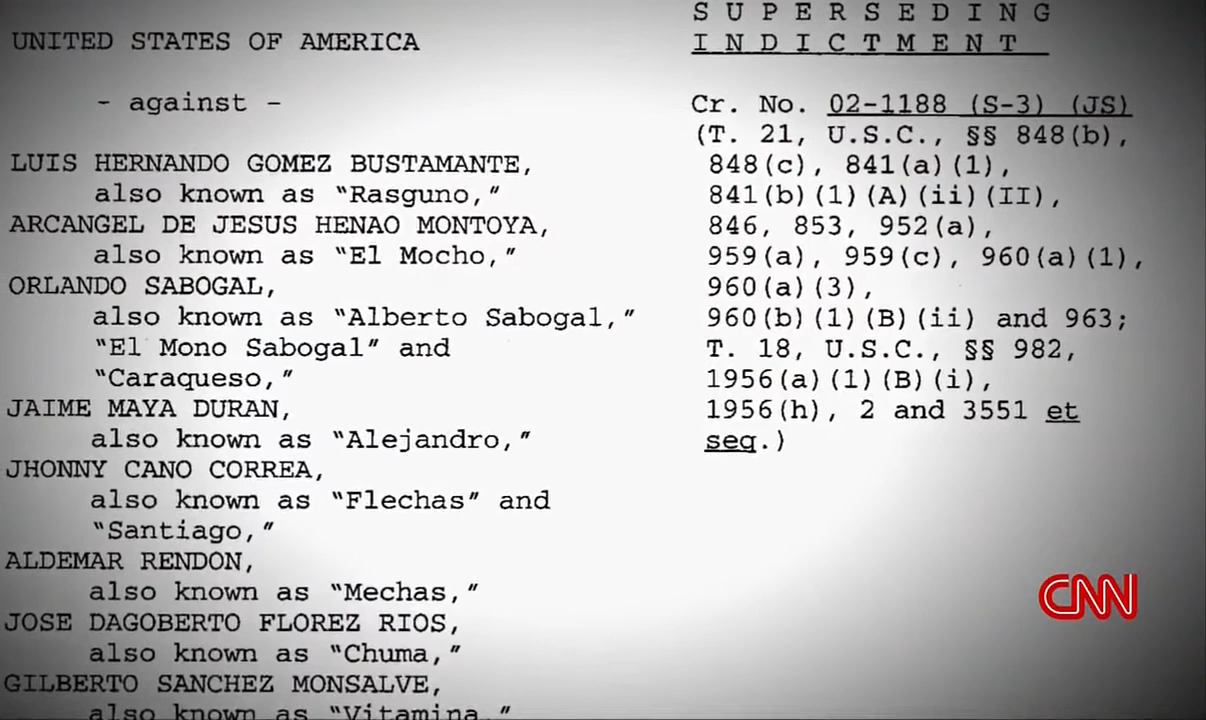 UNITED STATES OF AMERICA
- against -
LUIS HERNANDO GOMEZ BUSTAMANTE,
also known as "Rasguno,"
ARCANGEL DE JESUS HENAO MONTOYA,
also known as "El Mocho,"
ORLANDO SABOGAL,
also known as "Alberto Sabogal,"
"El Mono Sabogal" and
"Caraqueso,"
JAIME MAYA DURAN,
also known as "Alejandro,"
JHONNY CANO CORREA,
also known as "Flechas" and
"Santiago,"
ALDEMAR RENDON,
also known as "Mechas,"
JOSE DAGOBERTO FLOREZ RIOS,
also known as "Chuma,"
GILBERTO SANCHEZ MONSALVE,
also known as "Vitamina,"
S U P E R S E D I N G
I N D I C T M E N T
Cr. No. 02-1188 (S-3) (JS)
(T. 21, U.S.C., §§ 848(b),
848(c), 841(a)(1),
841(b)(1)(A)(ii)(II),
846, 853, 952(a),
959(a), 959(c), 960(a)(1),
960(a)(3),
960(b)(1)(B)(ii) and 963;
T. 18, U.S.C., §§ 982,
1956(a)(1)(B)(i),
1956(h), 2 and 3551 et
seq.)
CNN